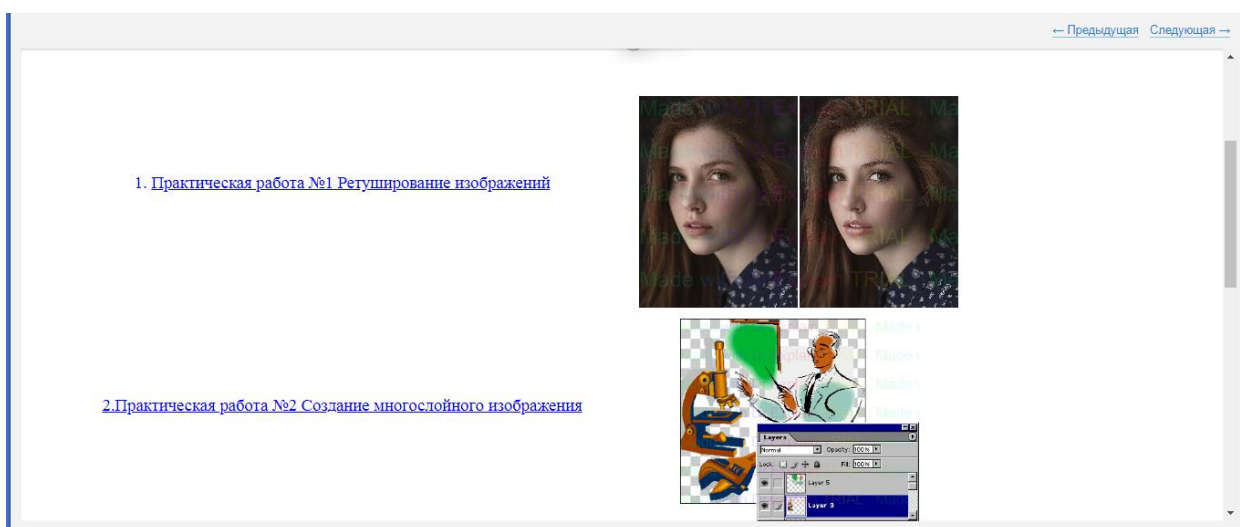 ← Предыдущая Следующая →
1. Практическая работа №1 Ретуширование изображений
2.Практическая работа №2 Создание многослойного изображения
Layers
Normal Opacity: 100%
Lock: Fill: 100%
Layer 5
Layer 3